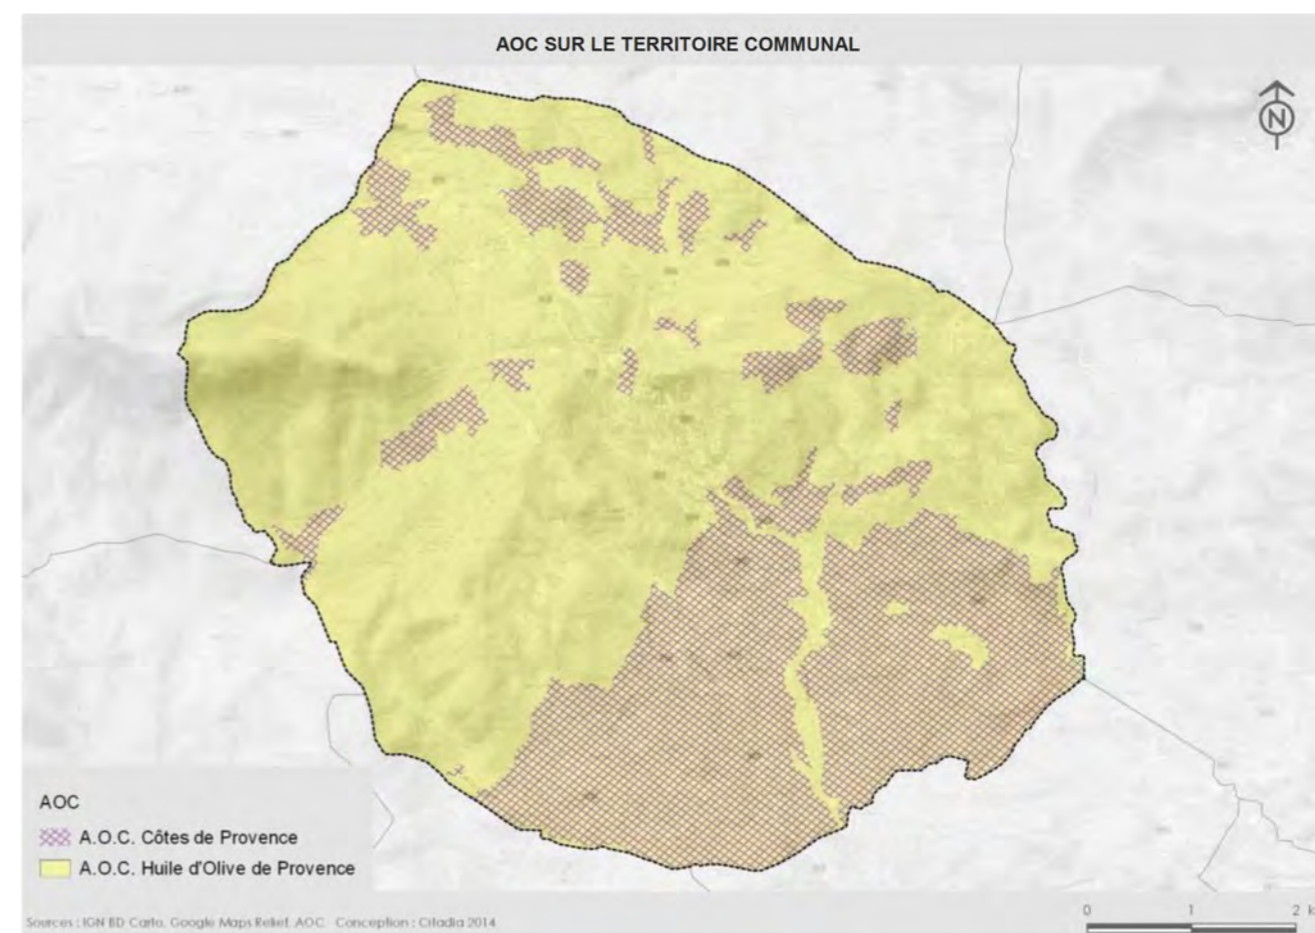 AOC SUR LE TERRITOIRE COMMUNAL
N
AOC
A.O.C. Côtes de Provence
A.O.C. Huile d'Olive de Provence
Sources : IGN BD Carto, Google Maps Relief, AOC Conception : Citadia 2014
0 1 2 k